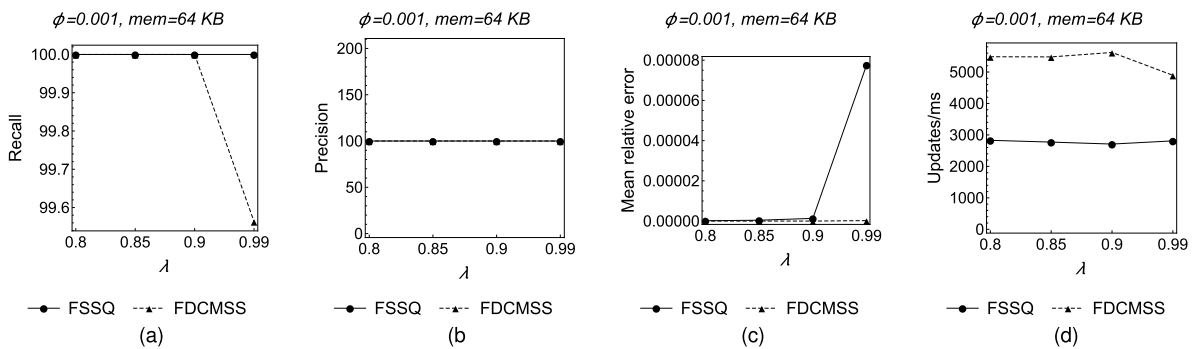 ϕ=0.001, mem=64 KB
100.0
99.9
99.8
99.7
99.6
Recall
0.8 0.85 0.9 0.99
λ
FSSQ FDCMSS
(a)
ϕ=0.001, mem=64 KB
200
150
100
50
0
Precision
0.8 0.85 0.9 0.99
λ
FSSQ FDCMSS
(b)
ϕ=0.001, mem=64 KB
0.00008
0.00006
0.00004
0.00002
0.00000
Mean relative error
0.8 0.85 0.9 0.99
λ
FSSQ FDCMSS
(c)
ϕ=0.001, mem=64 KB
5000
4000
3000
2000
1000
0
Updates/ms
0.8 0.85 0.9 0.99
λ
FSSQ FDCMSS
(d)